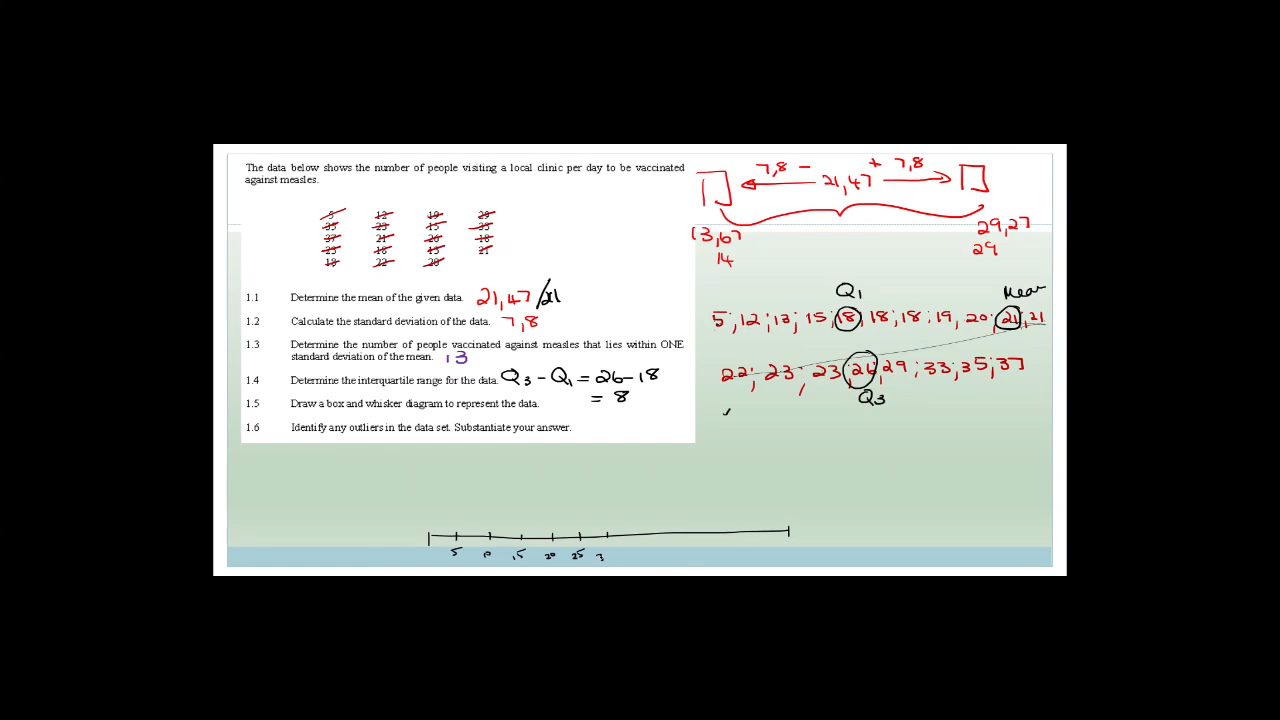 The data below shows the number of people visiting a local clinic per day to be vaccinated
against measles.
5 12 19 29
35 23 15 33
37 21 26 18
23 18 13 21
18 22 20
1.1 Determine the mean of the given data. 21,47
1.2 Calculate the standard deviation of the data. 7,8
1.3 Determine the number of people vaccinated against measles that lies within ONE
standard deviation of the mean. 13
1.4 Determine the interquartile range for the data. Q3 - Q1 = 26-18
= 8
1.5 Draw a box and whisker diagram to represent the data.
1.6 Identify any outliers in the data set. Substantiate your answer.
7,8 - + 7,8
21,47
13,67 29,27
14 29
Q1
5; 12; 13; 15; 18; 18; 18; 19, 20; 21, 21
22; 23; 23; 26; 29; 33; 35; 37
Q3
5 15 20 25 3